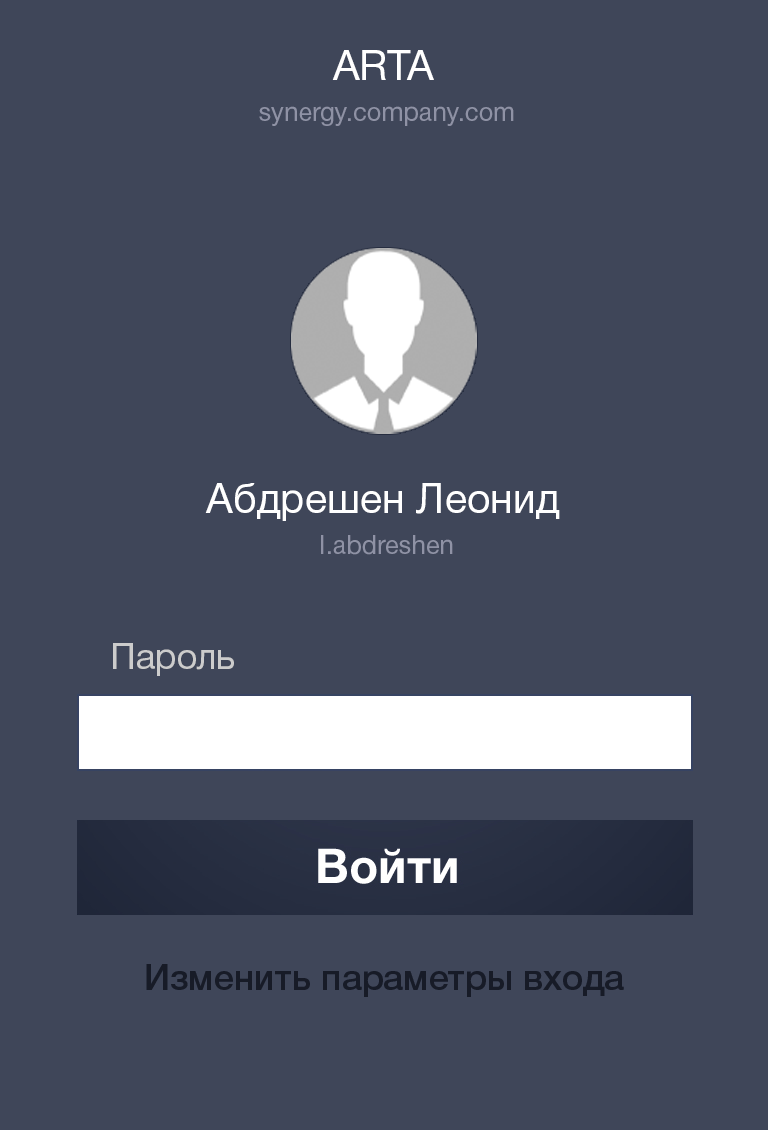 ARTA
synergy.company.com
Абдрешен Леонид
l.abdreshen
Пароль
Войти
Изменить параметры входа